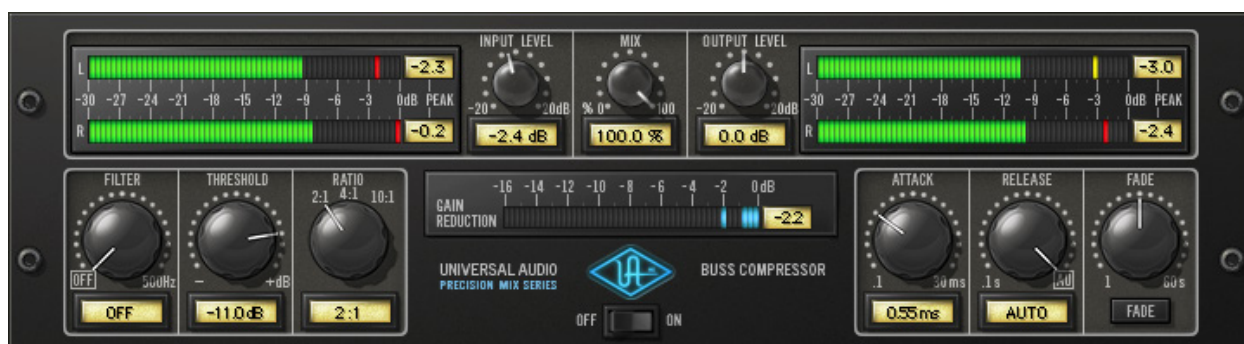 INPUT LEVEL
MIX
OUTPUT LEVEL
L
-2.3
-30 -27 -24 -21 -18 -15 -12 -9 -6 -3 0dB PEAK
R
-0.2
-20 20dB
-2.4 dB
% 0 100
100.0 %
-20 20dB
0.0 dB
L
-3.0
-30 -27 -24 -21 -18 -15 -12 -9 -6 -3 0dB PEAK
R
-2.4
FILTER
OFF 500Hz
OFF
THRESHOLD
- +dB
-11.0dB
RATIO
2:1 4:1 10:1
2:1
-16 -14 -12 -10 -8 -6 -4 -2 0dB
GAIN
REDUCTION
-2.2
UNIVERSAL AUDIO
PRECISION MIX SERIES
UA
BUSS COMPRESSOR
OFF ON
ATTACK
.1 30ms
0.55ms
RELEASE
.1s AU
AUTO
FADE
1 60s
FADE